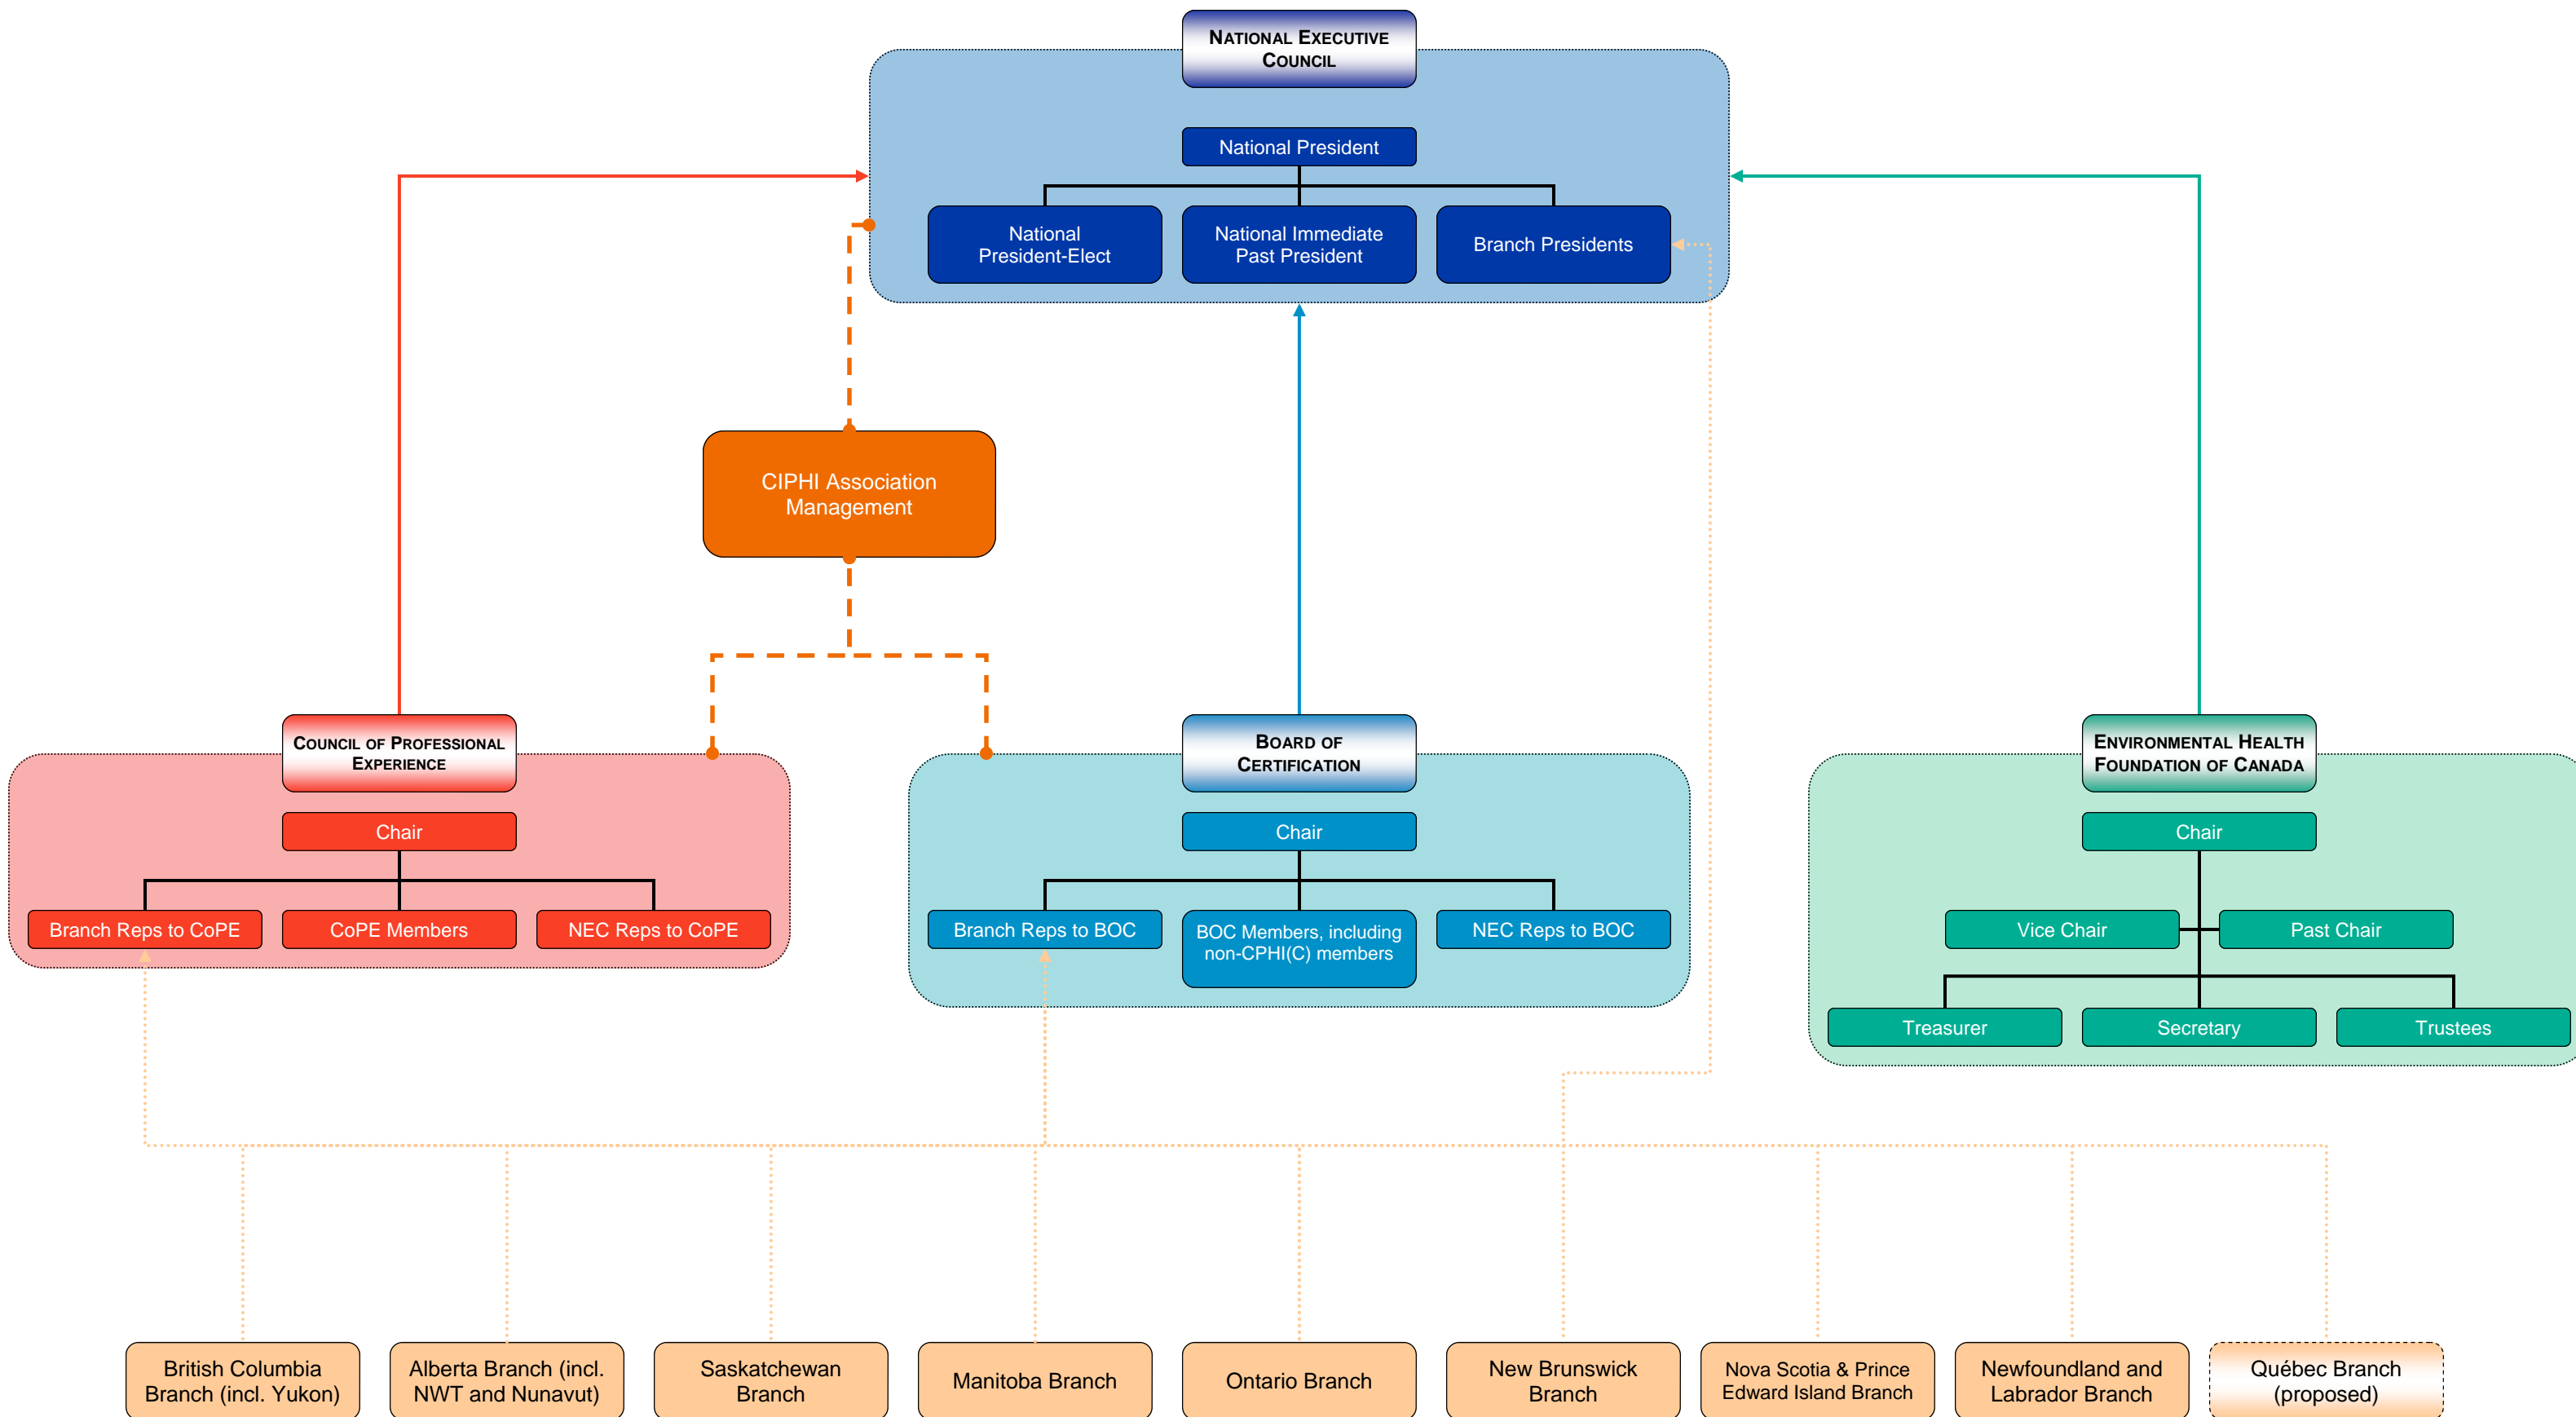 NATIONAL EXECUTIVE
COUNCIL
National President
National
President-Elect
National Immediate
Past President
Branch Presidents
CIPHI Association
Management
COUNCIL OF PROFESSIONAL
EXPERIENCE
Chair
Branch Reps to CoPE
CoPE Members
NEC Reps to CoPE
BOARD OF
CERTIFICATION
Chair
Branch Reps to BOC
BOC Members, including
non-CPHI(C) members
NEC Reps to BOC
ENVIRONMENTAL HEALTH
FOUNDATION OF CANADA
Chair
Vice Chair
Past Chair
Treasurer
Secretary
Trustees
British Columbia
Branch (incl. Yukon)
Alberta Branch (incl.
NWT and Nunavut)
Saskatchewan
Branch
Manitoba Branch
Ontario Branch
New Brunswick
Branch
Nova Scotia & Prince
Edward Island Branch
Newfoundland and
Labrador Branch
Québec Branch
(proposed)